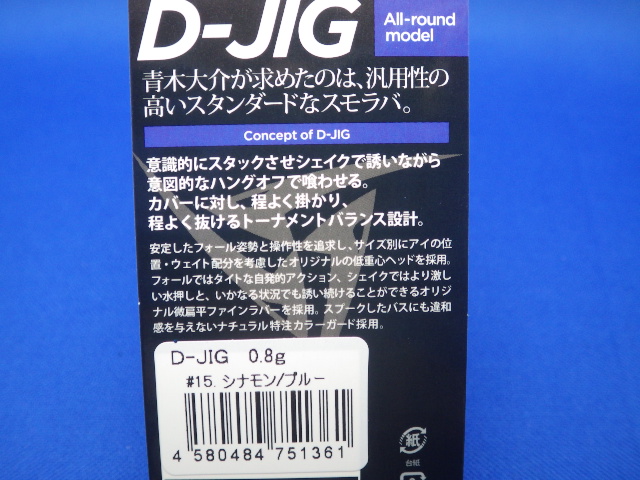 D-JIG
All-round
model
青木大介が求めたのは、汎用性の
高いスタンダードなスモラバ。
Concept of D-JIG
意識的にスタックさせシェイクで誘いながら
意図的なハングオフで喰わせる。
カバーに対し、程よく掛かり、
程よく抜けるトーナメントバランス設計。
安定したフォール姿勢と操作性を追求し、サイズ別にアイの位
置・ウェイト配分を考慮したオリジナルの低重心ヘッドを採用。
フォールではタイトな自発的アクション、シェイクではより激し
い水押しと、いかなる状況でも誘い続けることができるオリジ
ナル微扁平ファインラバーを採用。スプークしたバスにも違和
感を与えないナチュラル特注カラーガード採用。
D-JIG 0.8g
#15. シナモン/ブルー
4 580484 751361
紙
台紙